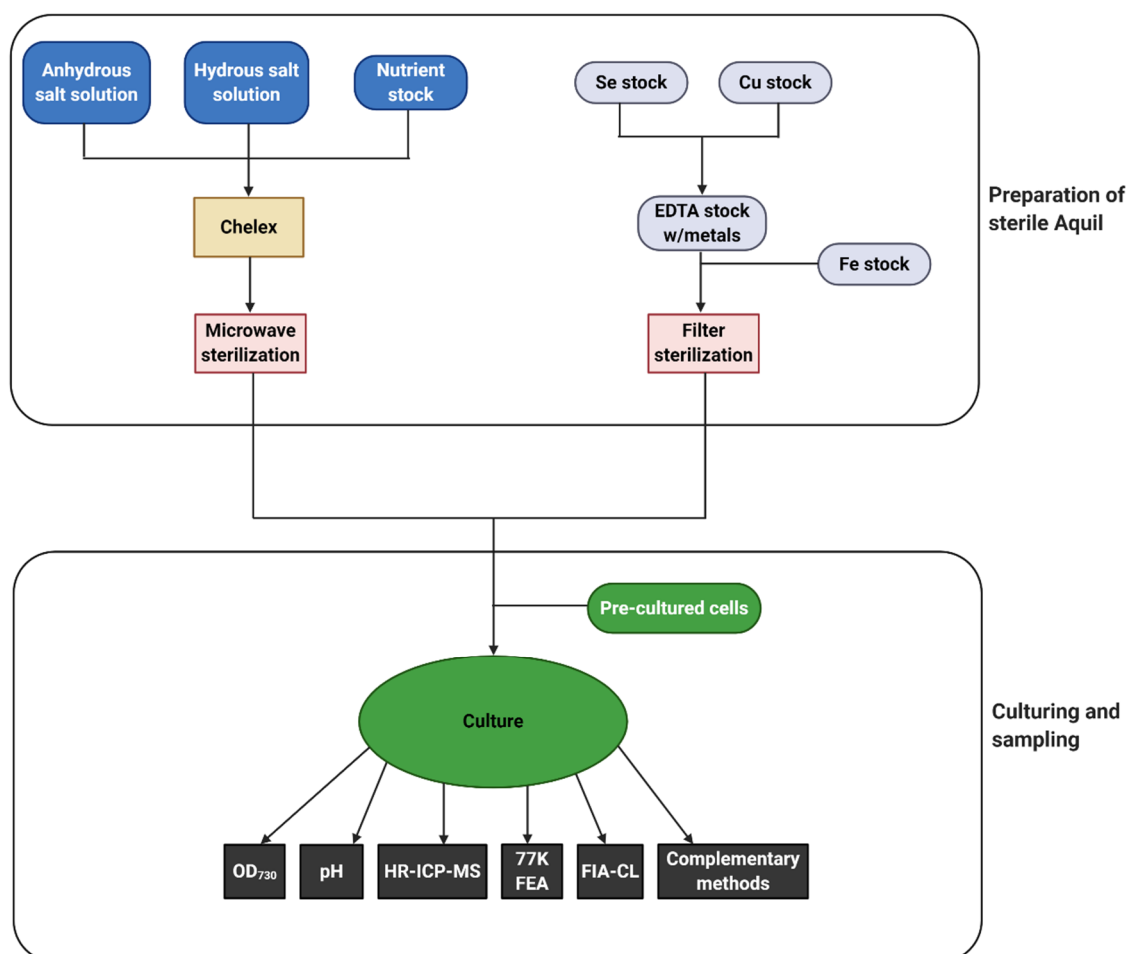 Anhydrous
salt solution
Hydrous salt
solution
Nutrient
stock
Se stock
Cu stock
Chelex
EDTA stock
w/metals
Fe stock
Microwave
sterilization
Filter
sterilization
Preparation of
sterile Aquil
Pre-cultured cells
Culture
Culturing and
sampling
OD₇₃₀
pH
HR-ICP-MS
77K
FEA
FIA-CL
Complementary
methods